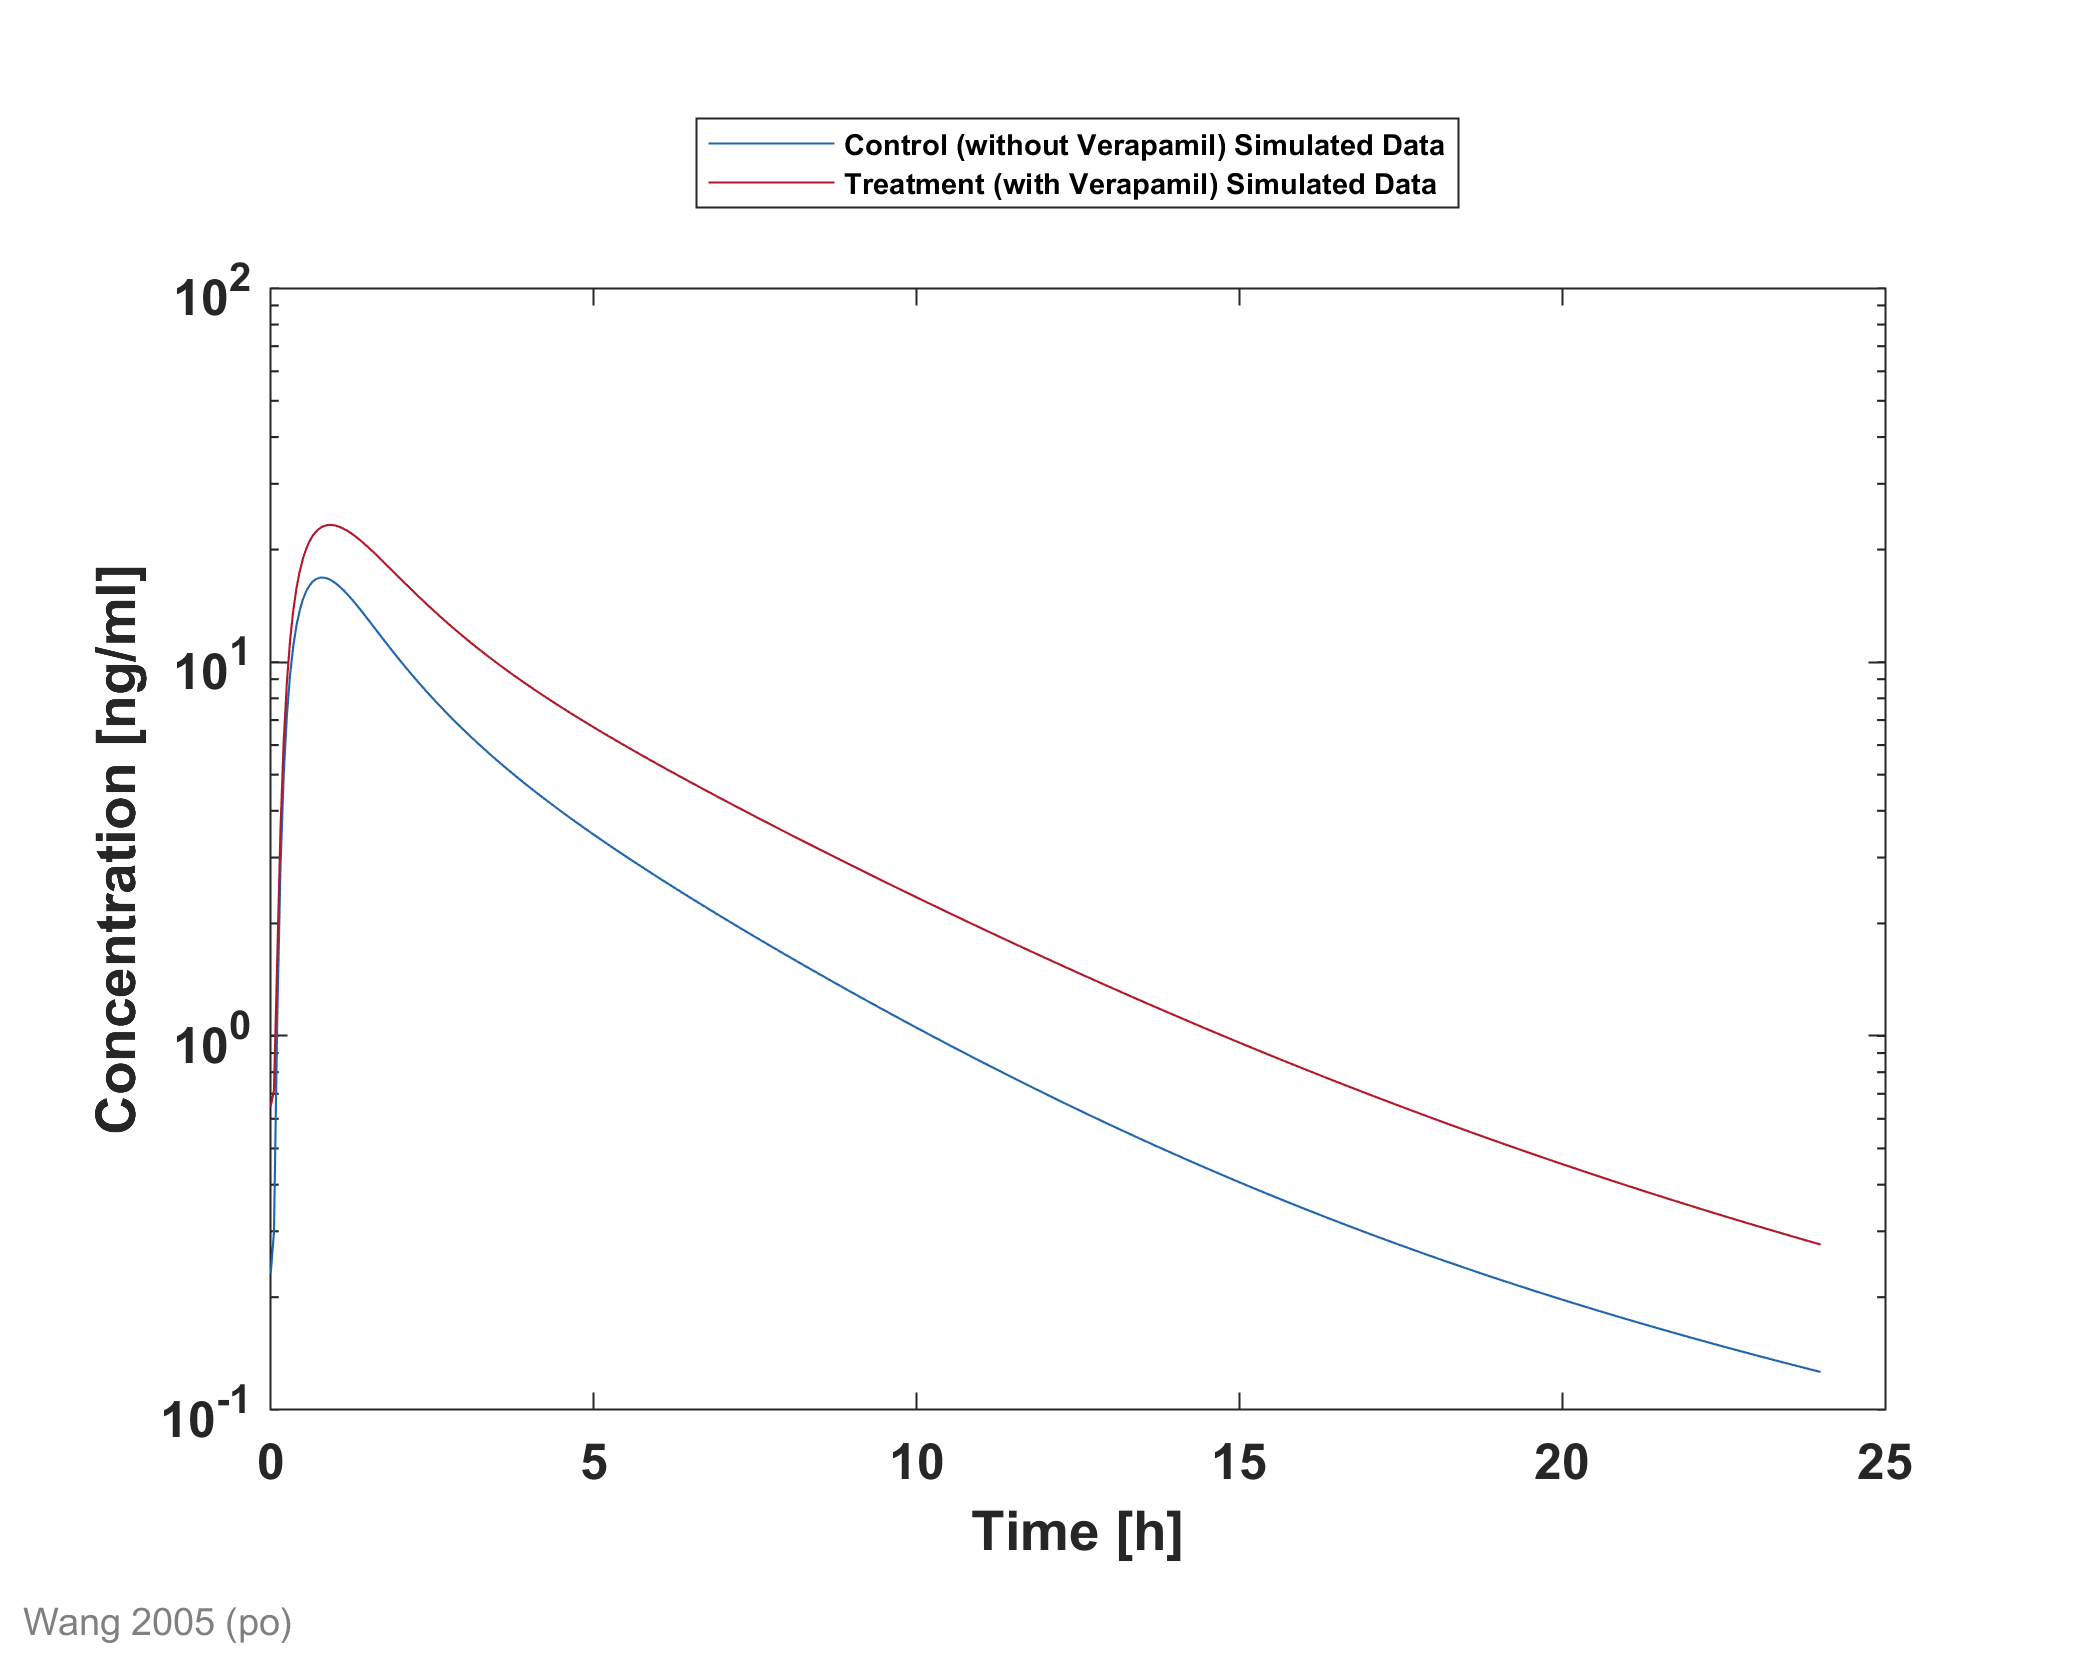 Control (without Verapamil) Simulated Data
Treatment (with Verapamil) Simulated Data
10^2
10^1
10^0
10^-1
Concentration [ng/ml]
0 5 10 15 20 25
Time [h]
Wang 2005 (po)